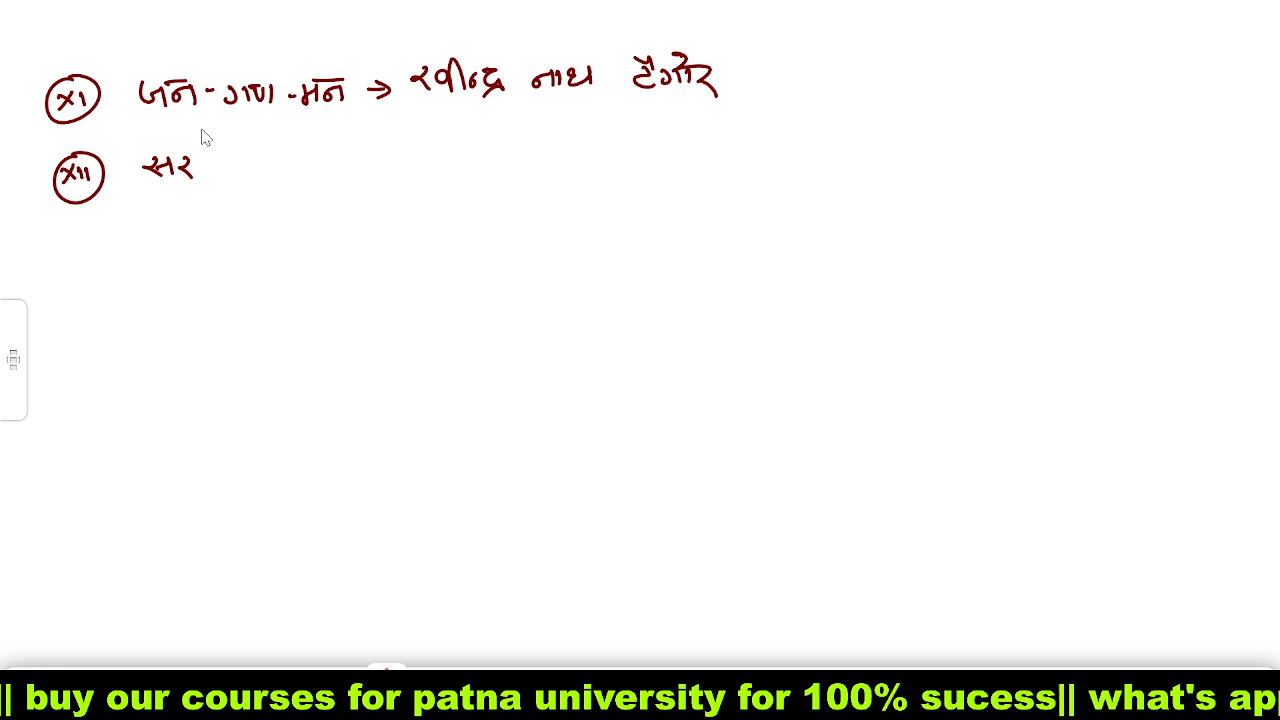 XI जन-गण-मन → रवीन्द्र नाथ टैगोर
XII सर
|| buy our courses for patna university for 100% sucess|| what's ap